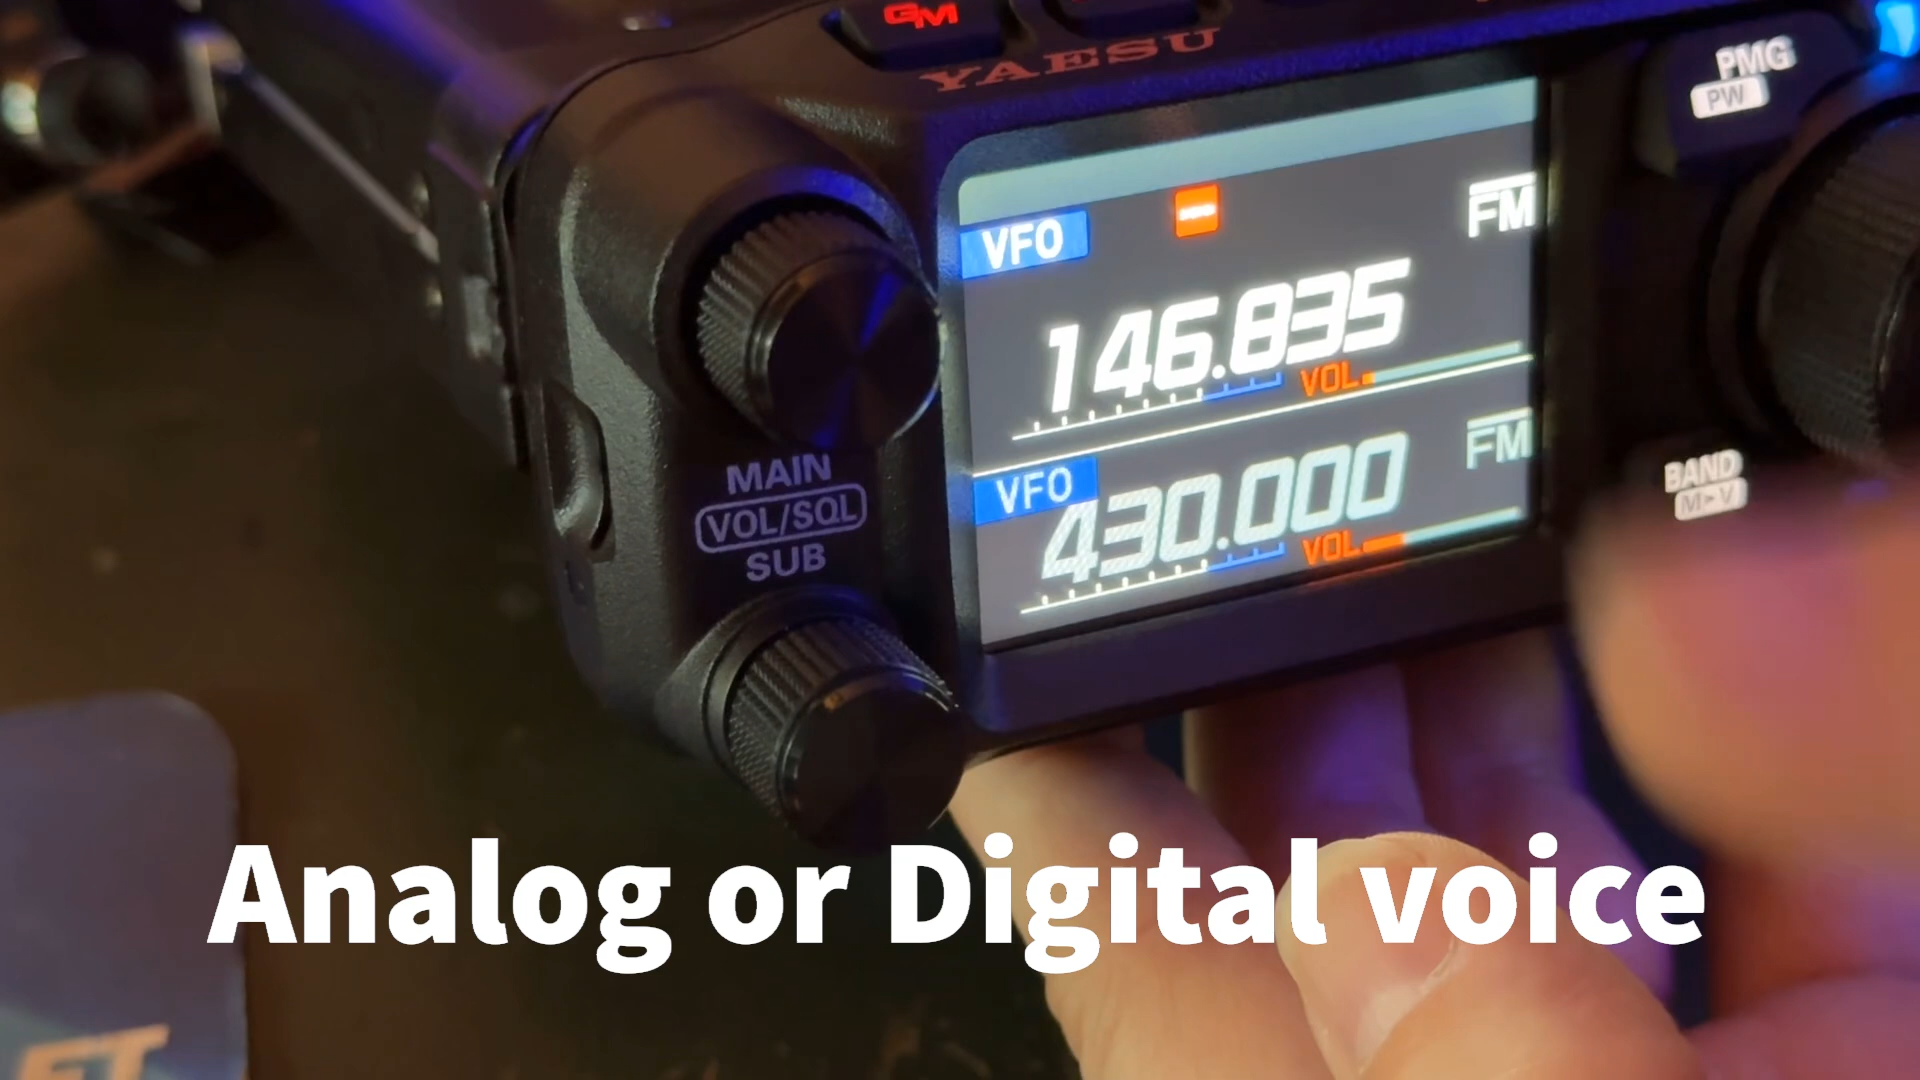 GM
YAESU
PMG
PW
VFO
FM
146.835
VOL
VFO
FM
430.000
VOL
MAIN
VOL/SQL
SUB
BAND
M▸V
Analog or Digital voice
FT